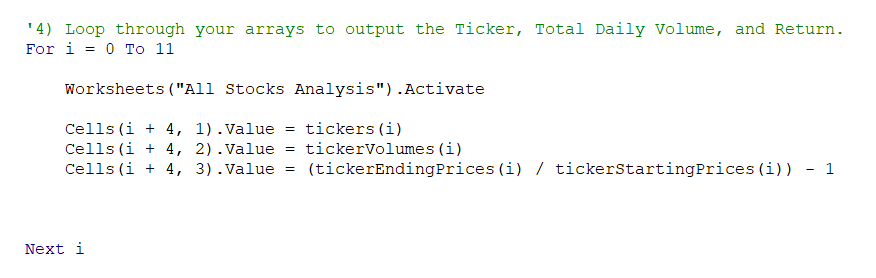 '4) Loop through your arrays to output the Ticker, Total Daily Volume, and Return.
For i = 0 To 11
Worksheets("All Stocks Analysis").Activate
Cells(i + 4, 1).Value = tickers(i)
Cells(i + 4, 2).Value = tickerVolumes(i)
Cells(i + 4, 3).Value = (tickerEndingPrices(i) / tickerStartingPrices(i)) - 1
Next i